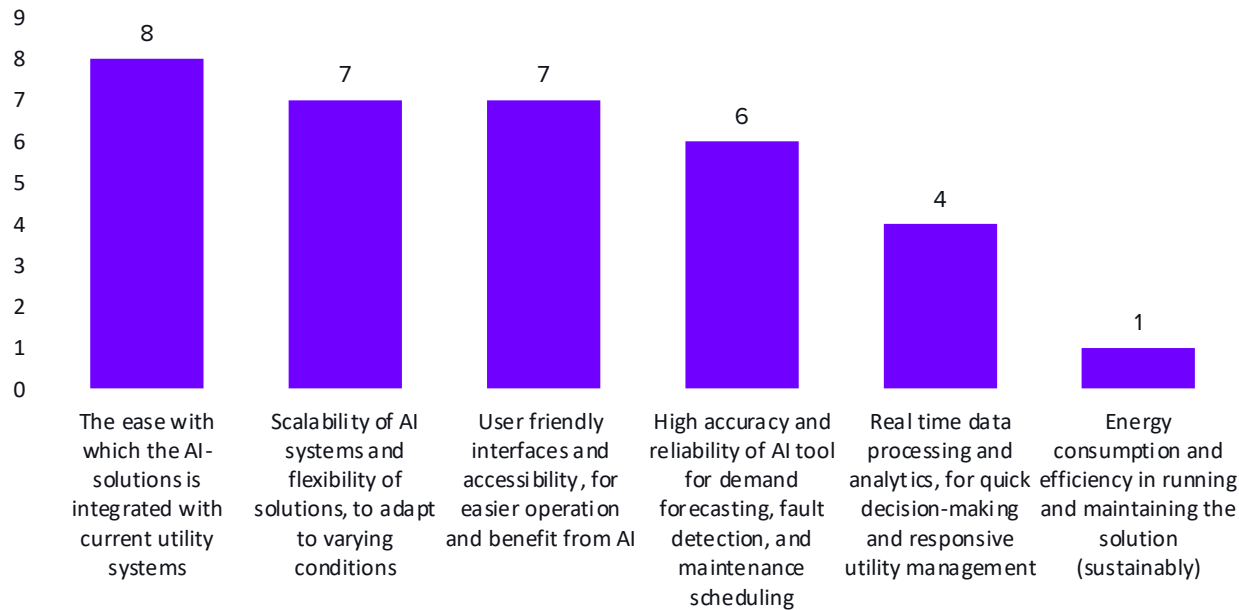 9
8
7
6
5
4
3
2
1
0
8
7
7
6
4
1
The ease with
which the AI-
solutions is
integrated with
current utility
systems
Scalability of AI
systems and
flexibility of
solutions, to adapt
to varying
conditions
User friendly
interfaces and
accessibility, for
easier operation
and benefit from AI
High accuracy and
reliability of AI tool
for demand
forecasting, fault
detection, and
maintenance
scheduling
Real time data
processing and
analytics, for quick
decision-making
and responsive
utility management
Energy
consumption and
efficiency in running
and maintaining the
solution
(sustainably)